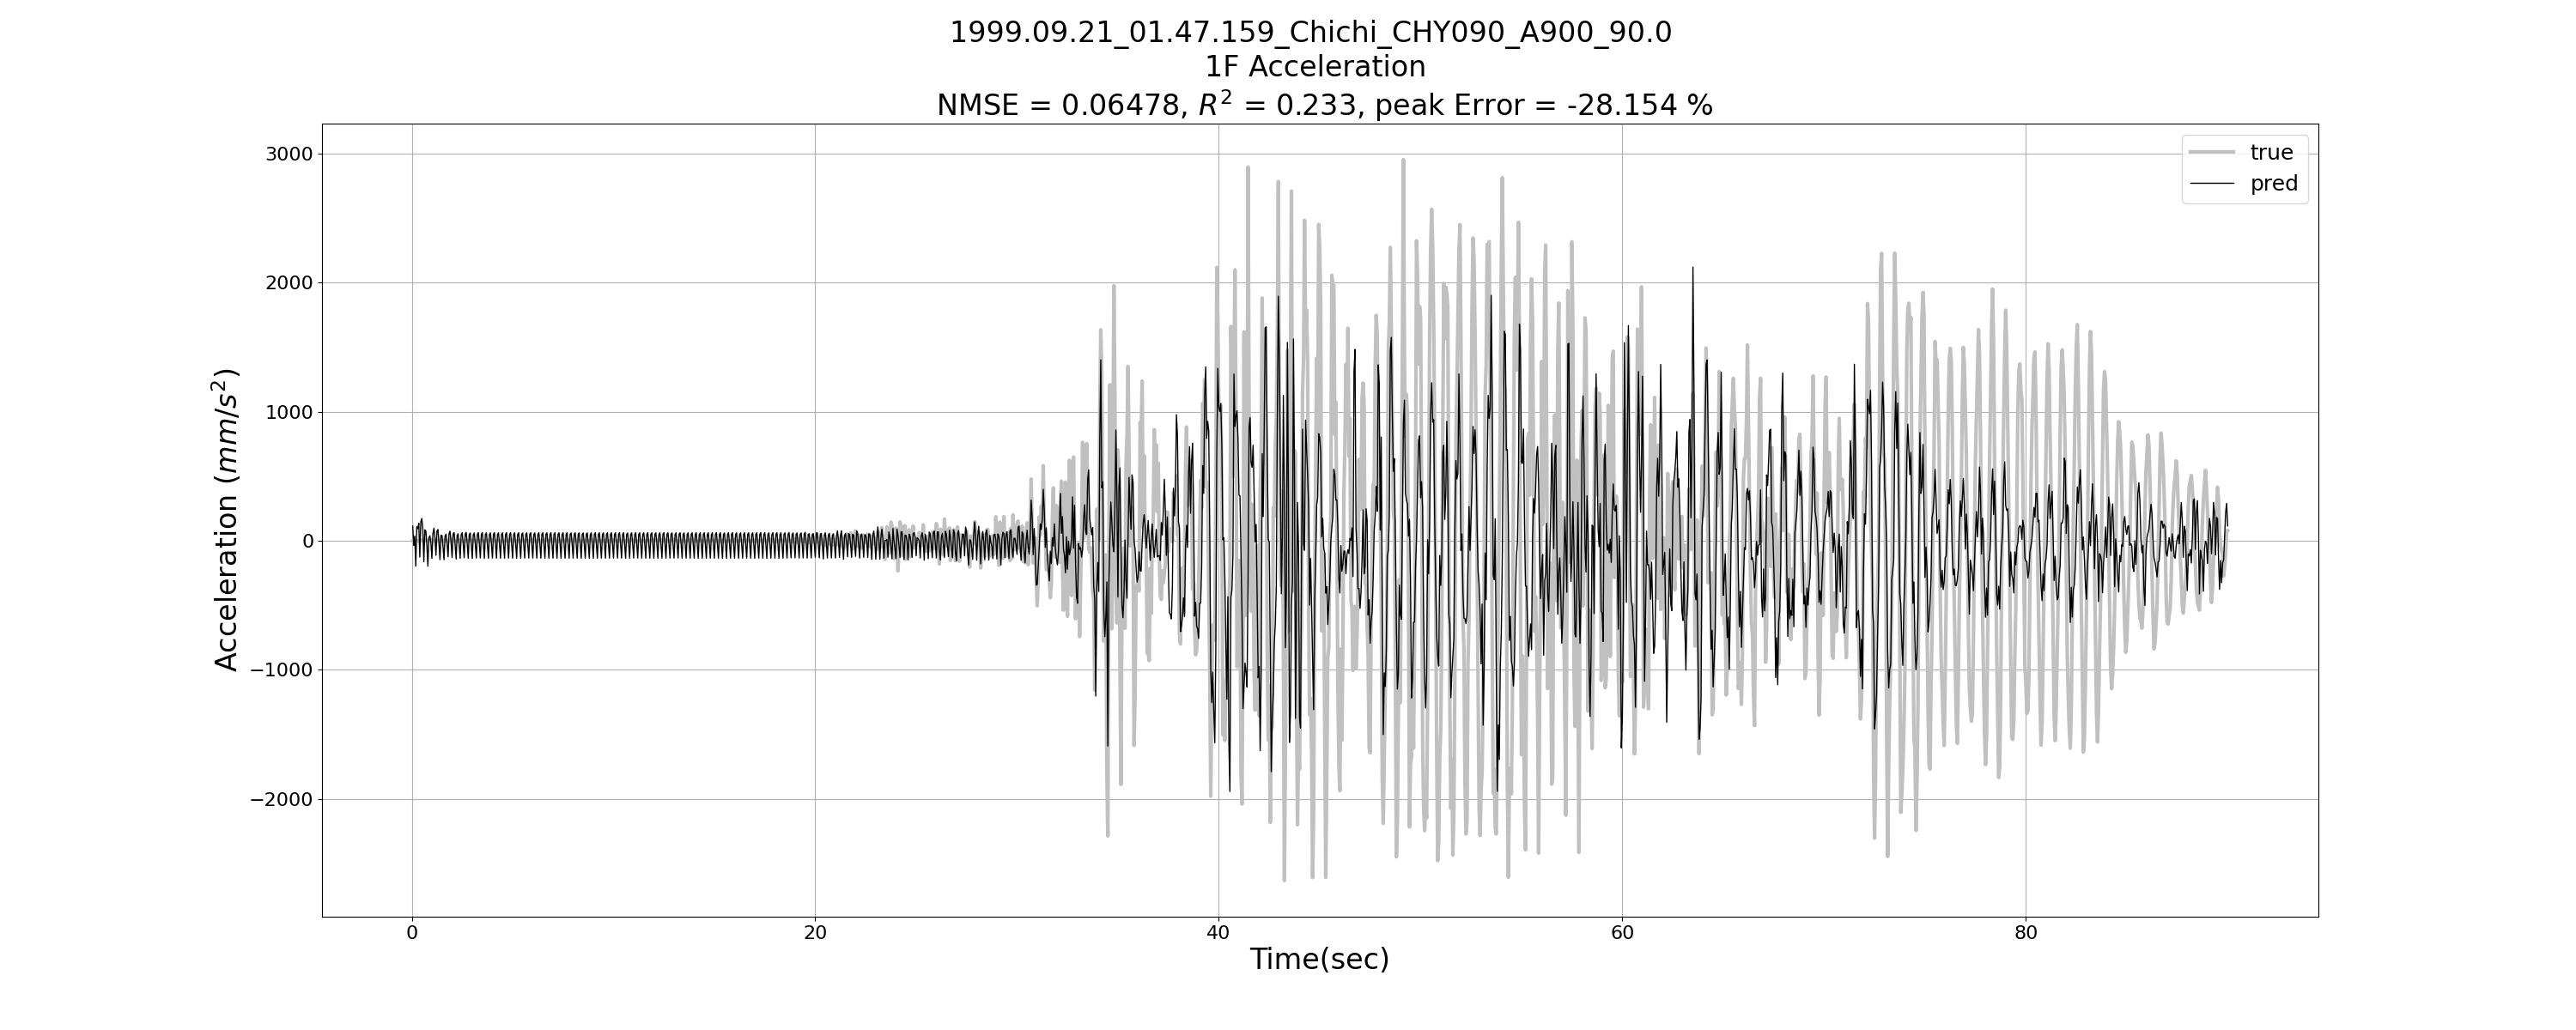 1999.09.21_01.47.159_Chichi_CHY090_A900_90.0
1F Acceleration
NMSE = 0.06478, R² = 0.233, peak Error = -28.154 %
true
pred
3000
2000
1000
0
−1000
−2000
Acceleration (mm/s²)
0 20 40 60 80
Time(sec)